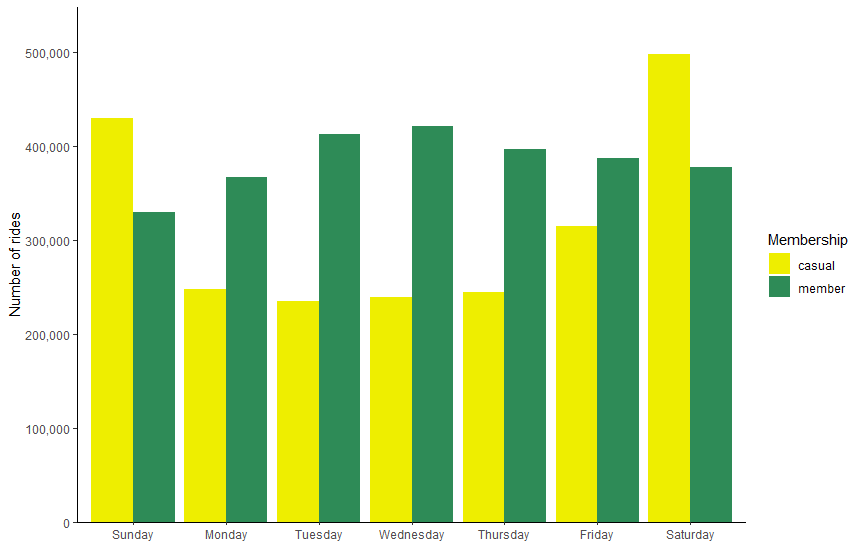 Number of rides
500,000
400,000
300,000
200,000
100,000
0
Sunday Monday Tuesday Wednesday Thursday Friday Saturday
Membership
casual
member